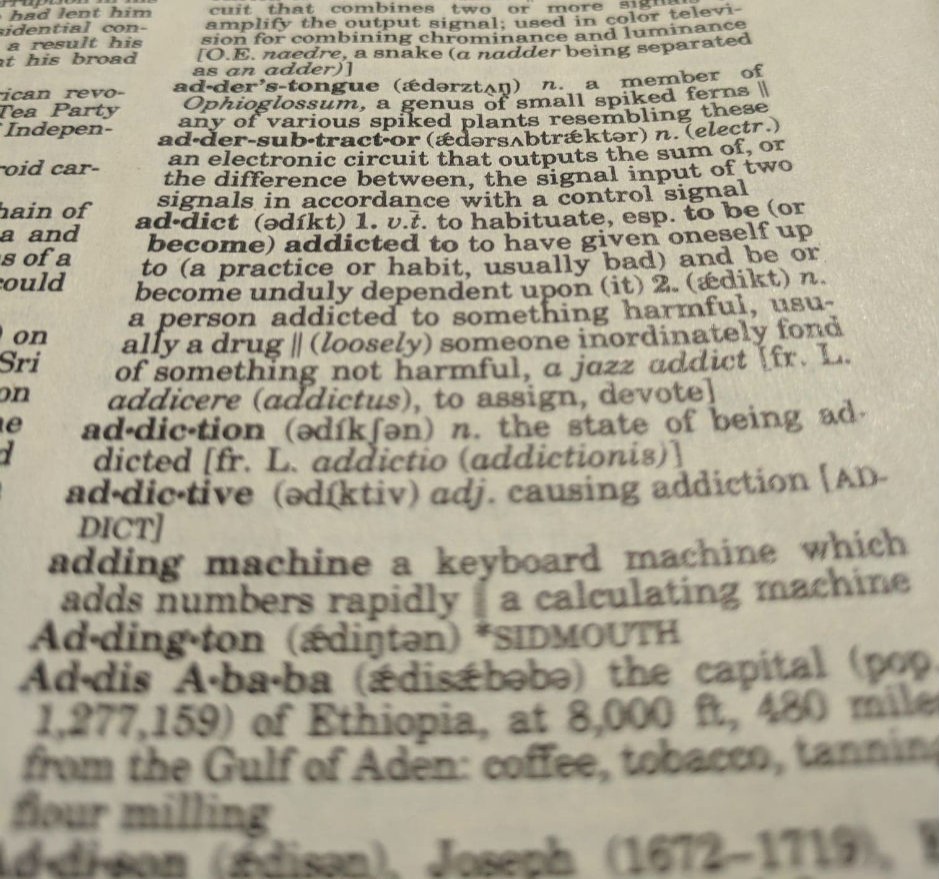 rruption in
had lent him
sidential con-
a result his
at his broad
rican revo-
Tea Party
Indepen-
roid car-
hain of
a and
s of a
could
on
Sri
on
ne
d
cuit that combines two or more signals
amplify the output signal; used in color televi-
sion for combining chrominance and luminance
[O.E. naedre, a snake (a nadder being separated
as an adder)]
ad·der's-tongue (ǽdərztʌŋ) n. a member of
Ophioglossum, a genus of small spiked ferns ‖
any of various spiked plants resembling these
ad·der-sub·tract·or (ǽdərsʌbtrǽktər) n. (electr.)
an electronic circuit that outputs the sum of, or
the difference between, the signal input of two
signals in accordance with a control signal
ad·dict (ədíkt) 1. v.t. to habituate, esp. to be (or
become) addicted to to have given oneself up
to (a practice or habit, usually bad) and be or
become unduly dependent upon (it) 2. (ǽdikt) n.
a person addicted to something harmful, usu-
ally a drug ‖ (loosely) someone inordinately fond
of something not harmful, a jazz addict [fr. L.
addicere (addictus), to assign, devote]
ad·dic·tion (ədíkʃən) n. the state of being ad-
dicted [fr. L. addictio (addictionis)]
ad·dic·tive (ədíktiv) adj. causing addiction [AD-
DICT]
adding machine a keyboard machine which
adds numbers rapidly ‖ a calculating machine
Ad·ding·ton (ǽdiŋtən) *SIDMOUTH
Ad·dis A·ba·ba (ǽdisǽbəbə) the capital (pop.
1,277,159) of Ethiopia, at 8,000 ft, 480 miles
from the Gulf of Aden: coffee, tobacco, tanning
flour milling
Ad·di·son (ǽdisən), Joseph (1672–1719),